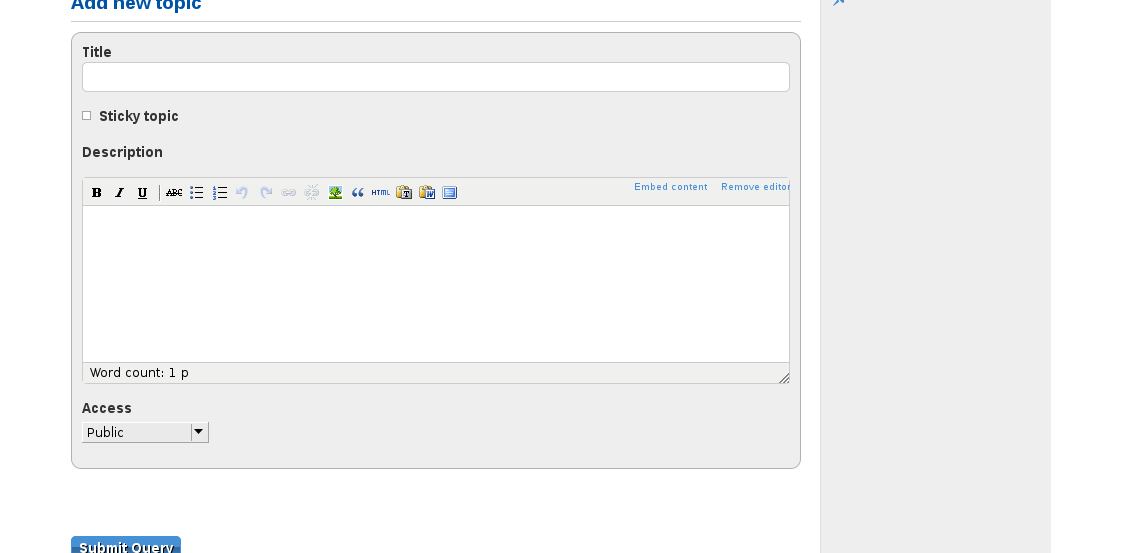 Add new topic
Title
Sticky topic
Description
B I U ABC HTML Embed content Remove editor
Word count: 1 p
Access
Public
Submit Query